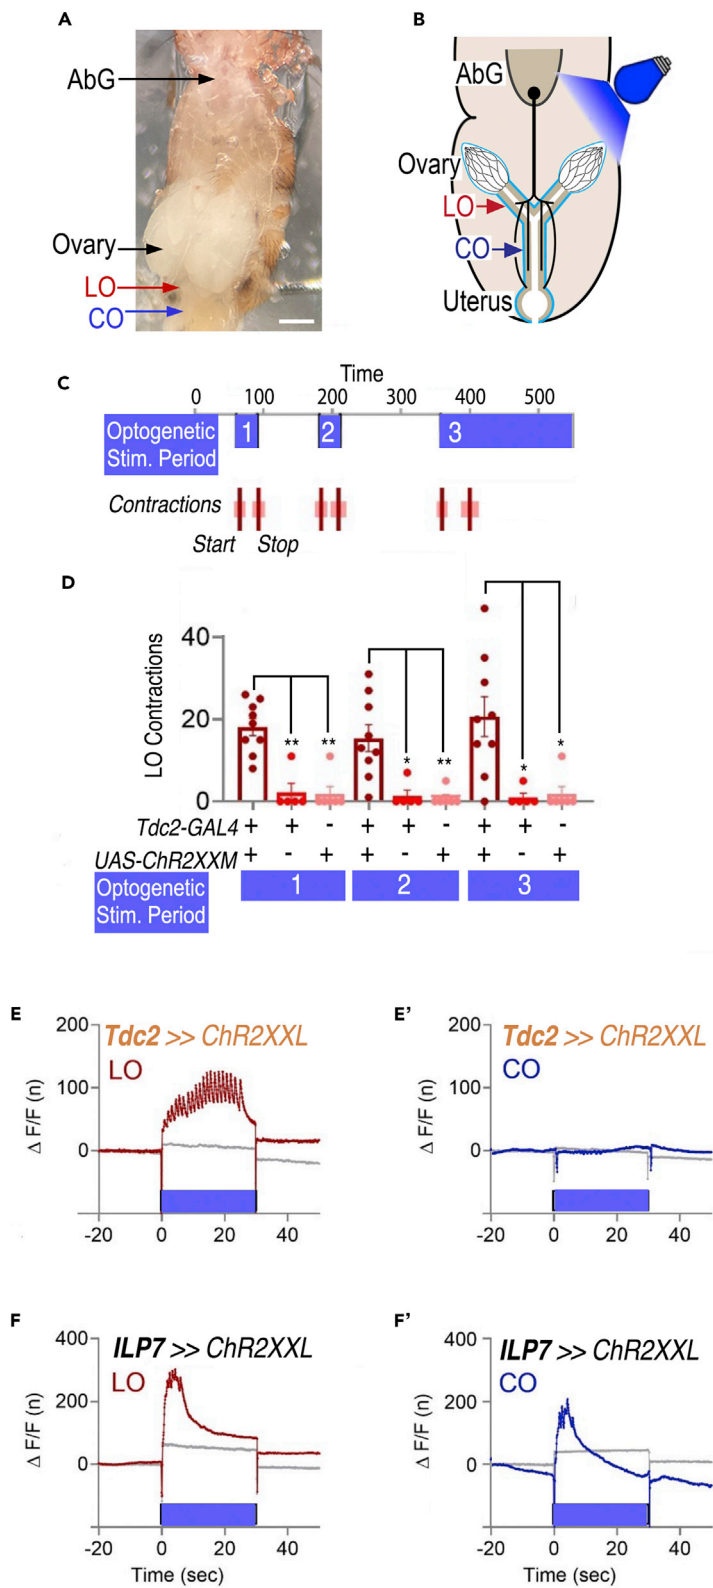 A
AbG
Ovary
LO
CO
B
AbG
Ovary
LO
CO
Uterus
C
Time
0 100 200 300 400 500
Optogenetic
Stim. Period
1 2 3
Contractions
Start Stop
D
LO Contractions
40
20
0
** ** * ** * *
Tdc2-GAL4 + + - + + - + + -
UAS-ChR2XXM + - + + - + + - +
Optogenetic
Stim. Period
1 2 3
E
Tdc2 >> ChR2XXL
LO
Δ F/F (n)
200
100
0
-20 0 20 40
E'
Tdc2 >> ChR2XXL
CO
Δ F/F (n)
200
100
0
-20 0 20 40
F
ILP7 >> ChR2XXL
LO
Δ F/F (n)
400
200
0
-20 0 20 40
Time (sec)
F'
ILP7 >> ChR2XXL
CO
Δ F/F (n)
400
200
0
-20 0 20 40
Time (sec)